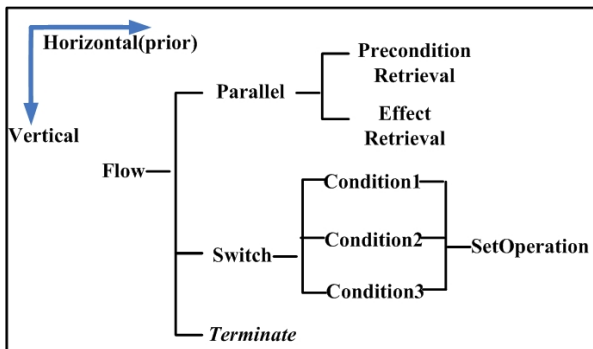 Horizontal(prior)
Vertical
Flow
Parallel
Precondition
Retrieval
Effect
Retrieval
Switch
Condition1
Condition2
Condition3
SetOperation
Terminate